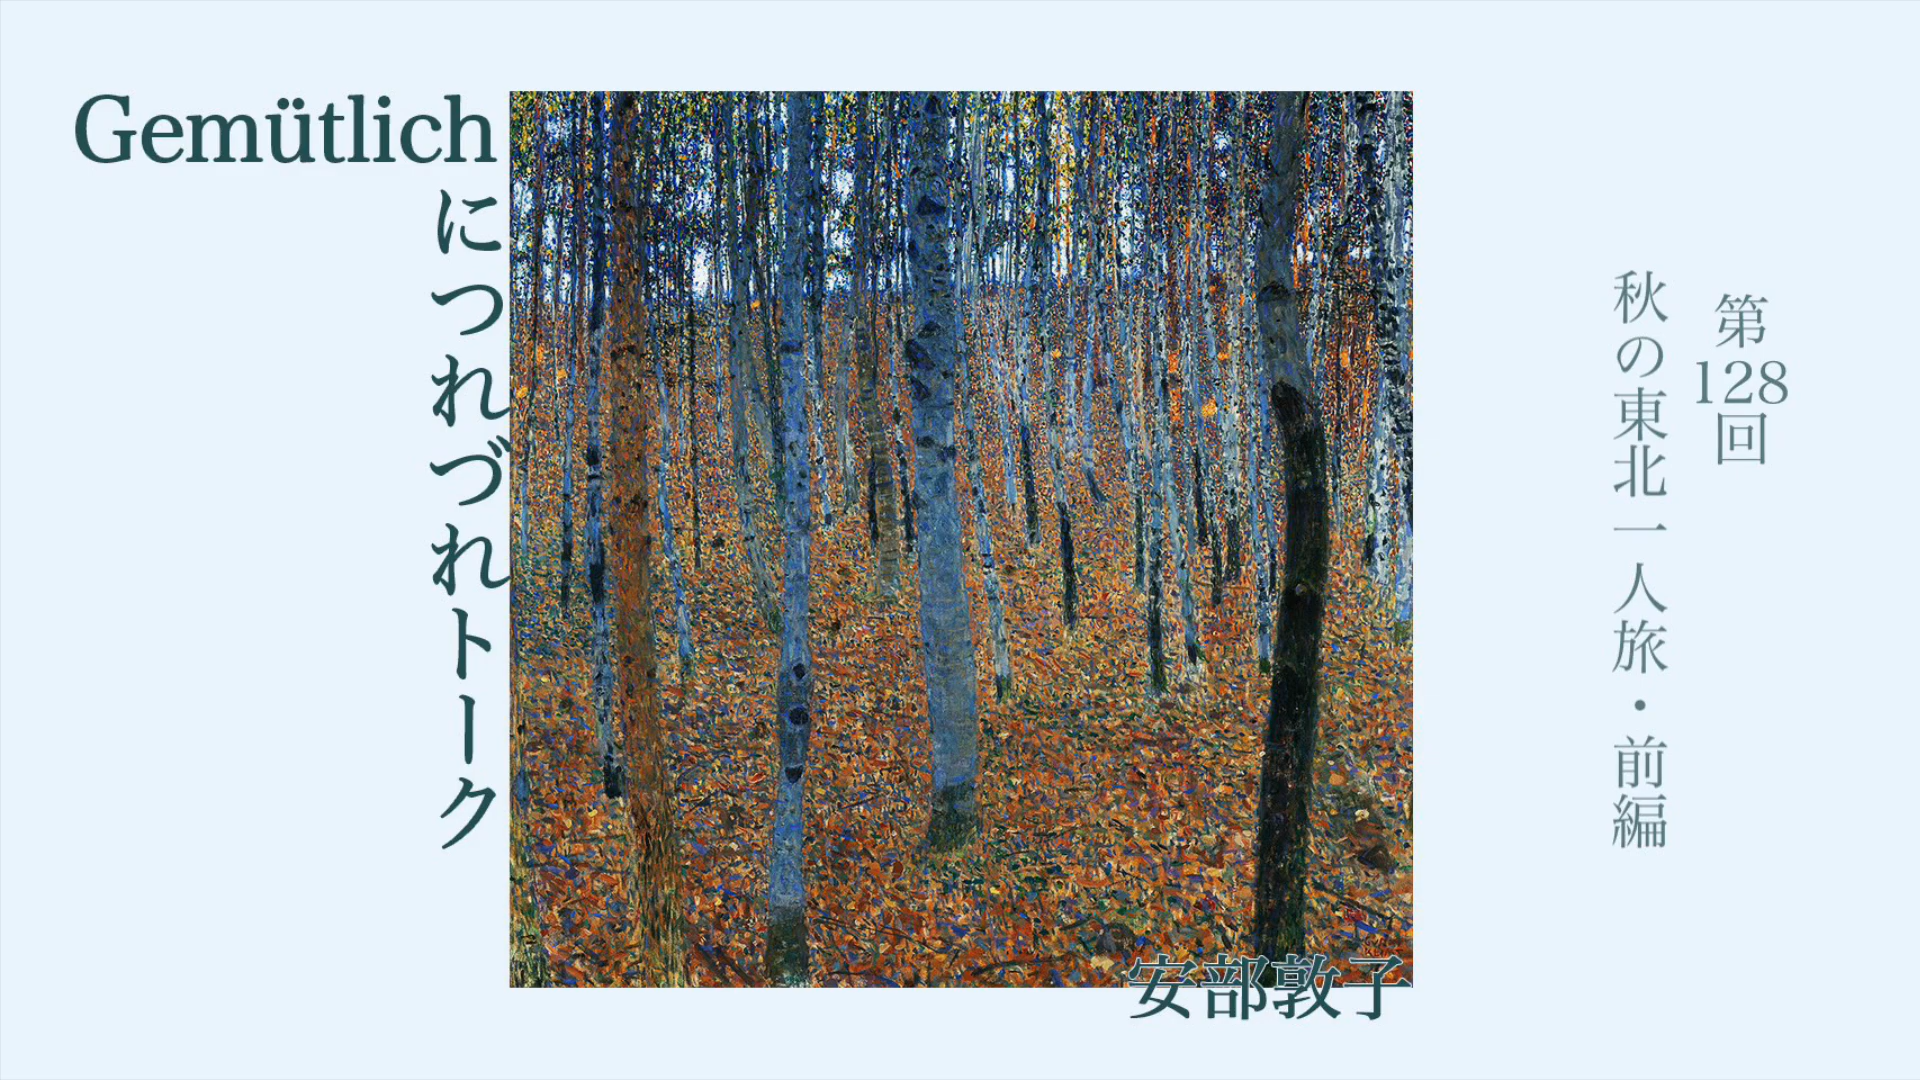 Gemütlich
につれづれトーク
第128回
秋の東北一人旅・前編
安部敦子